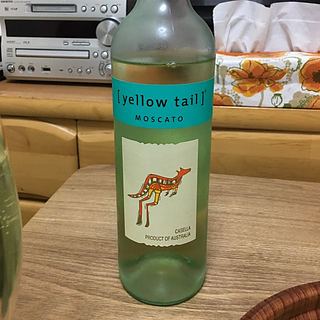 [ yellow tail ]
MOSCATO
CASELLA
PRODUCT OF AUSTRALIA